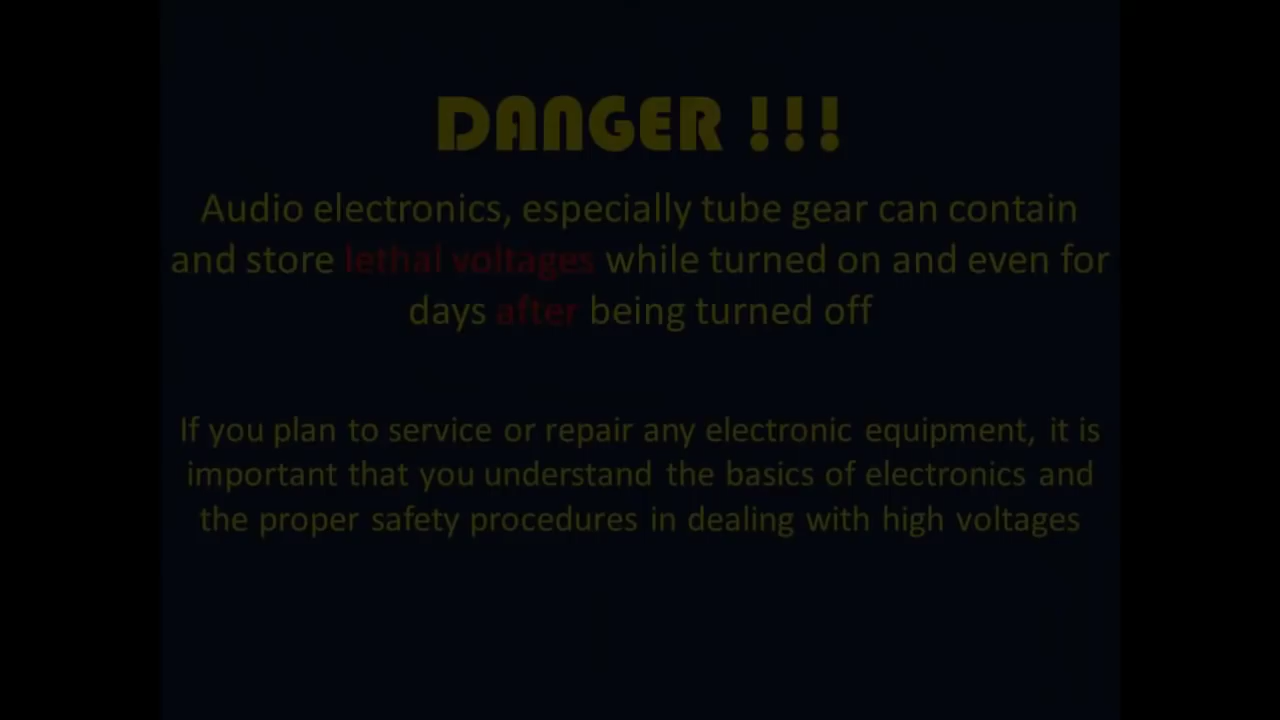 DANGER !!!
Audio electronics, especially tube gear can contain
and store lethal voltages while turned on and even for
days after being turned off
If you plan to service or repair any electronic equipment, it is
important that you understand the basics of electronics and
the proper safety procedures in dealing with high voltages